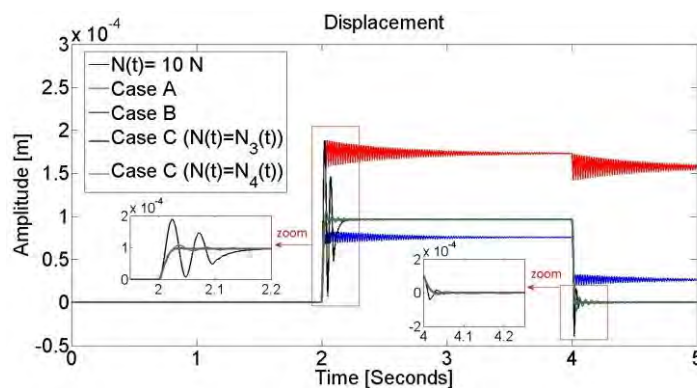 x 10-4
Displacement
3
2.5
2
1.5
1
0.5
0
-0.5
Amplitude [m]
N(t)= 10 N
Case A
Case B
Case C (N(t)=N3(t))
Case C (N(t)=N4(t))
x 10-4
2
1
0
2
2.1
2.2
zoom
x 10-4
2
0
-2
4
4.1
4.2
zoom
0
1
2
3
4
5
Time [Seconds]